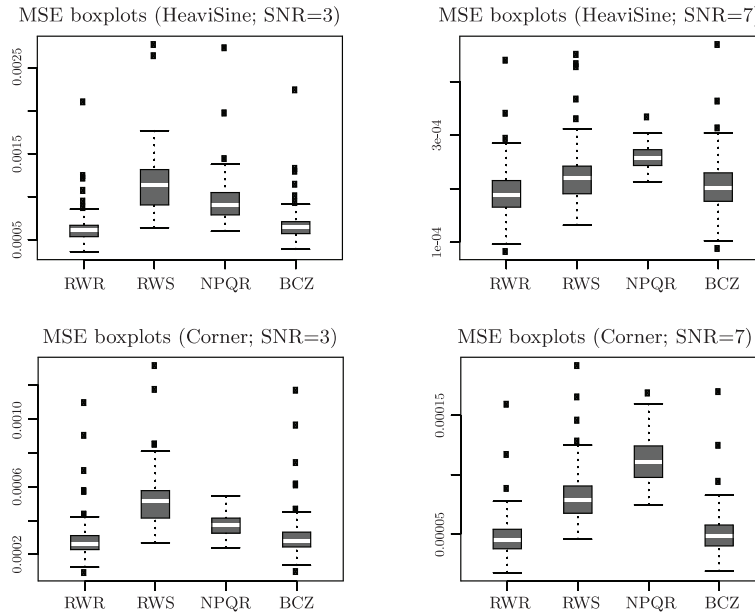 MSE boxplots (HeaviSine; SNR=3)
0.0025
0.0015
0.0005
RWR RWS NPQR BCZ
MSE boxplots (HeaviSine; SNR=7)
3e-04
1e-04
RWR RWS NPQR BCZ
MSE boxplots (Corner; SNR=3)
0.0010
0.0006
0.0002
RWR RWS NPQR BCZ
MSE boxplots (Corner; SNR=7)
0.00015
0.00005
RWR RWS NPQR BCZ